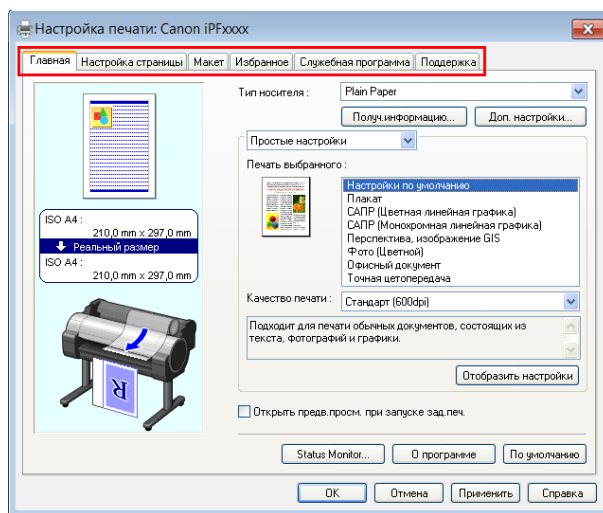 Настройка печати: Canon iPFxxxx
Главная Настройка страницы Макет Избранное Служебная программа Поддержка
Тип носителя : Plain Paper
Получ.информацию... Доп. настройки...
Простые настройки
Печать выбранного :
Настройки по умолчанию
Плакат
САПР (Цветная линейная графика)
САПР (Монохромная линейная графика)
Перспектива, изображение GIS
Фото (Цветной)
Офисный документ
Точная цетопередача
ISO A4 :
210,0 mm x 297,0 mm
Реальный размер
ISO A4 :
210,0 mm x 297,0 mm
R
Качество печати : Стандарт (600dpi)
Подходит для печати обычных документов, состоящих из
текста, фотографий и графики.
Отобразить настройки
Открыть предв.просм. при запуске зад.печ.
Status Monitor... О программе По умолчанию
OK Отмена Применить Справка